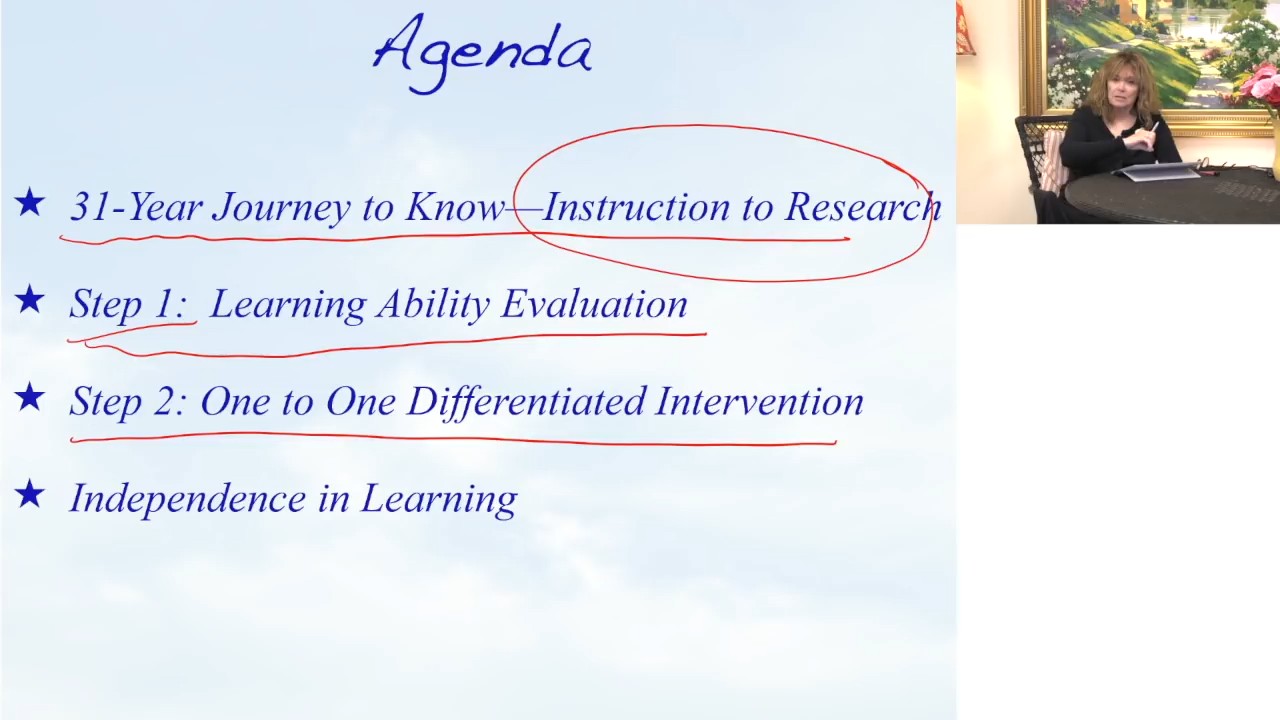 Agenda
★ 31-Year Journey to Know—Instruction to Research
★ Step 1: Learning Ability Evaluation
★ Step 2: One to One Differentiated Intervention
★ Independence in Learning